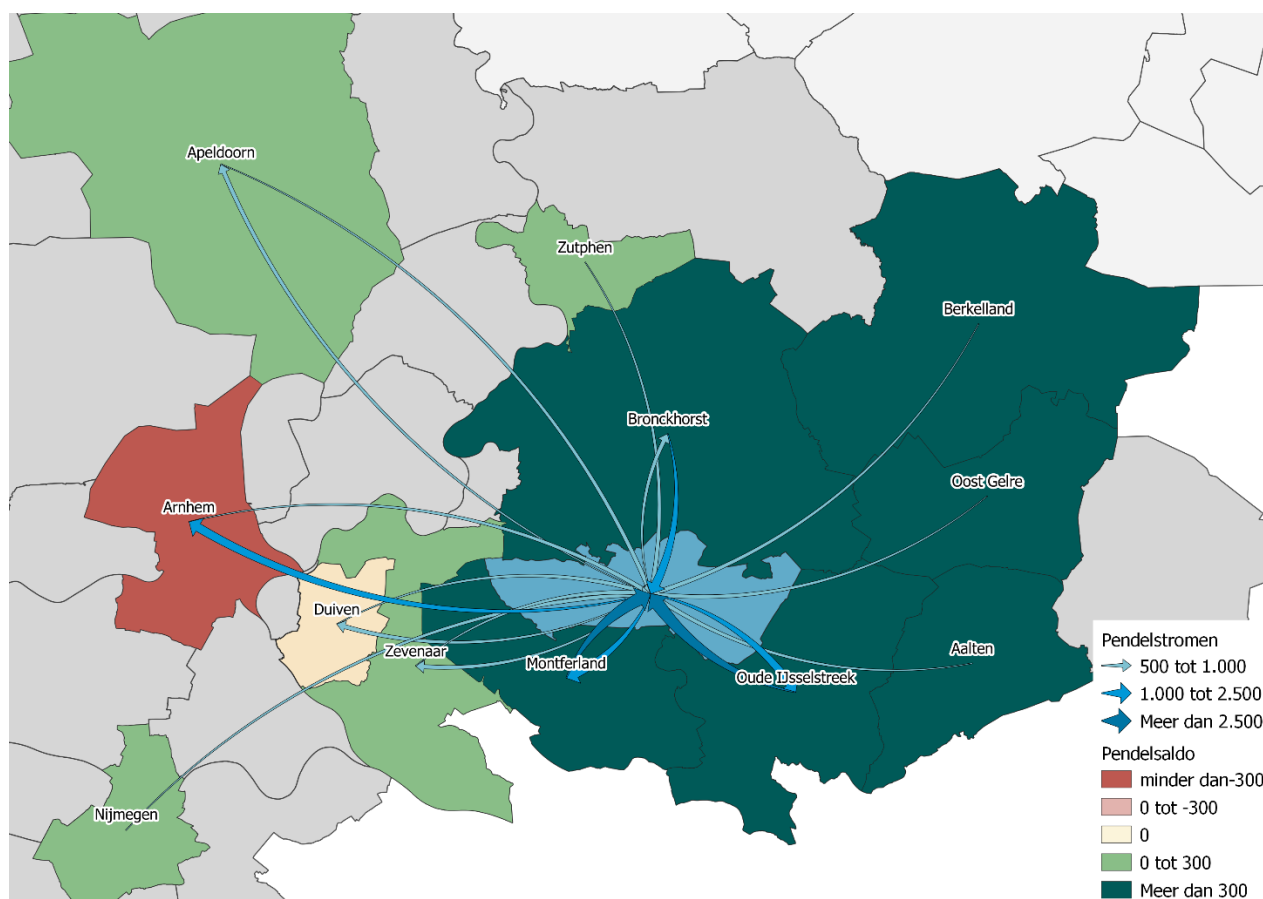 Apeldoorn
Zutphen
Berkelland
Bronckhorst
Oost Gelre
Arnhem
Duiven
Zevenaar
Montferland
Oude IJsselstreek
Aalten
Nijmegen
Pendelstromen
500 tot 1.000
1.000 tot 2.500
Meer dan 2.500
Pendelsaldo
minder dan-300
0 tot -300
0
0 tot 300
Meer dan 300